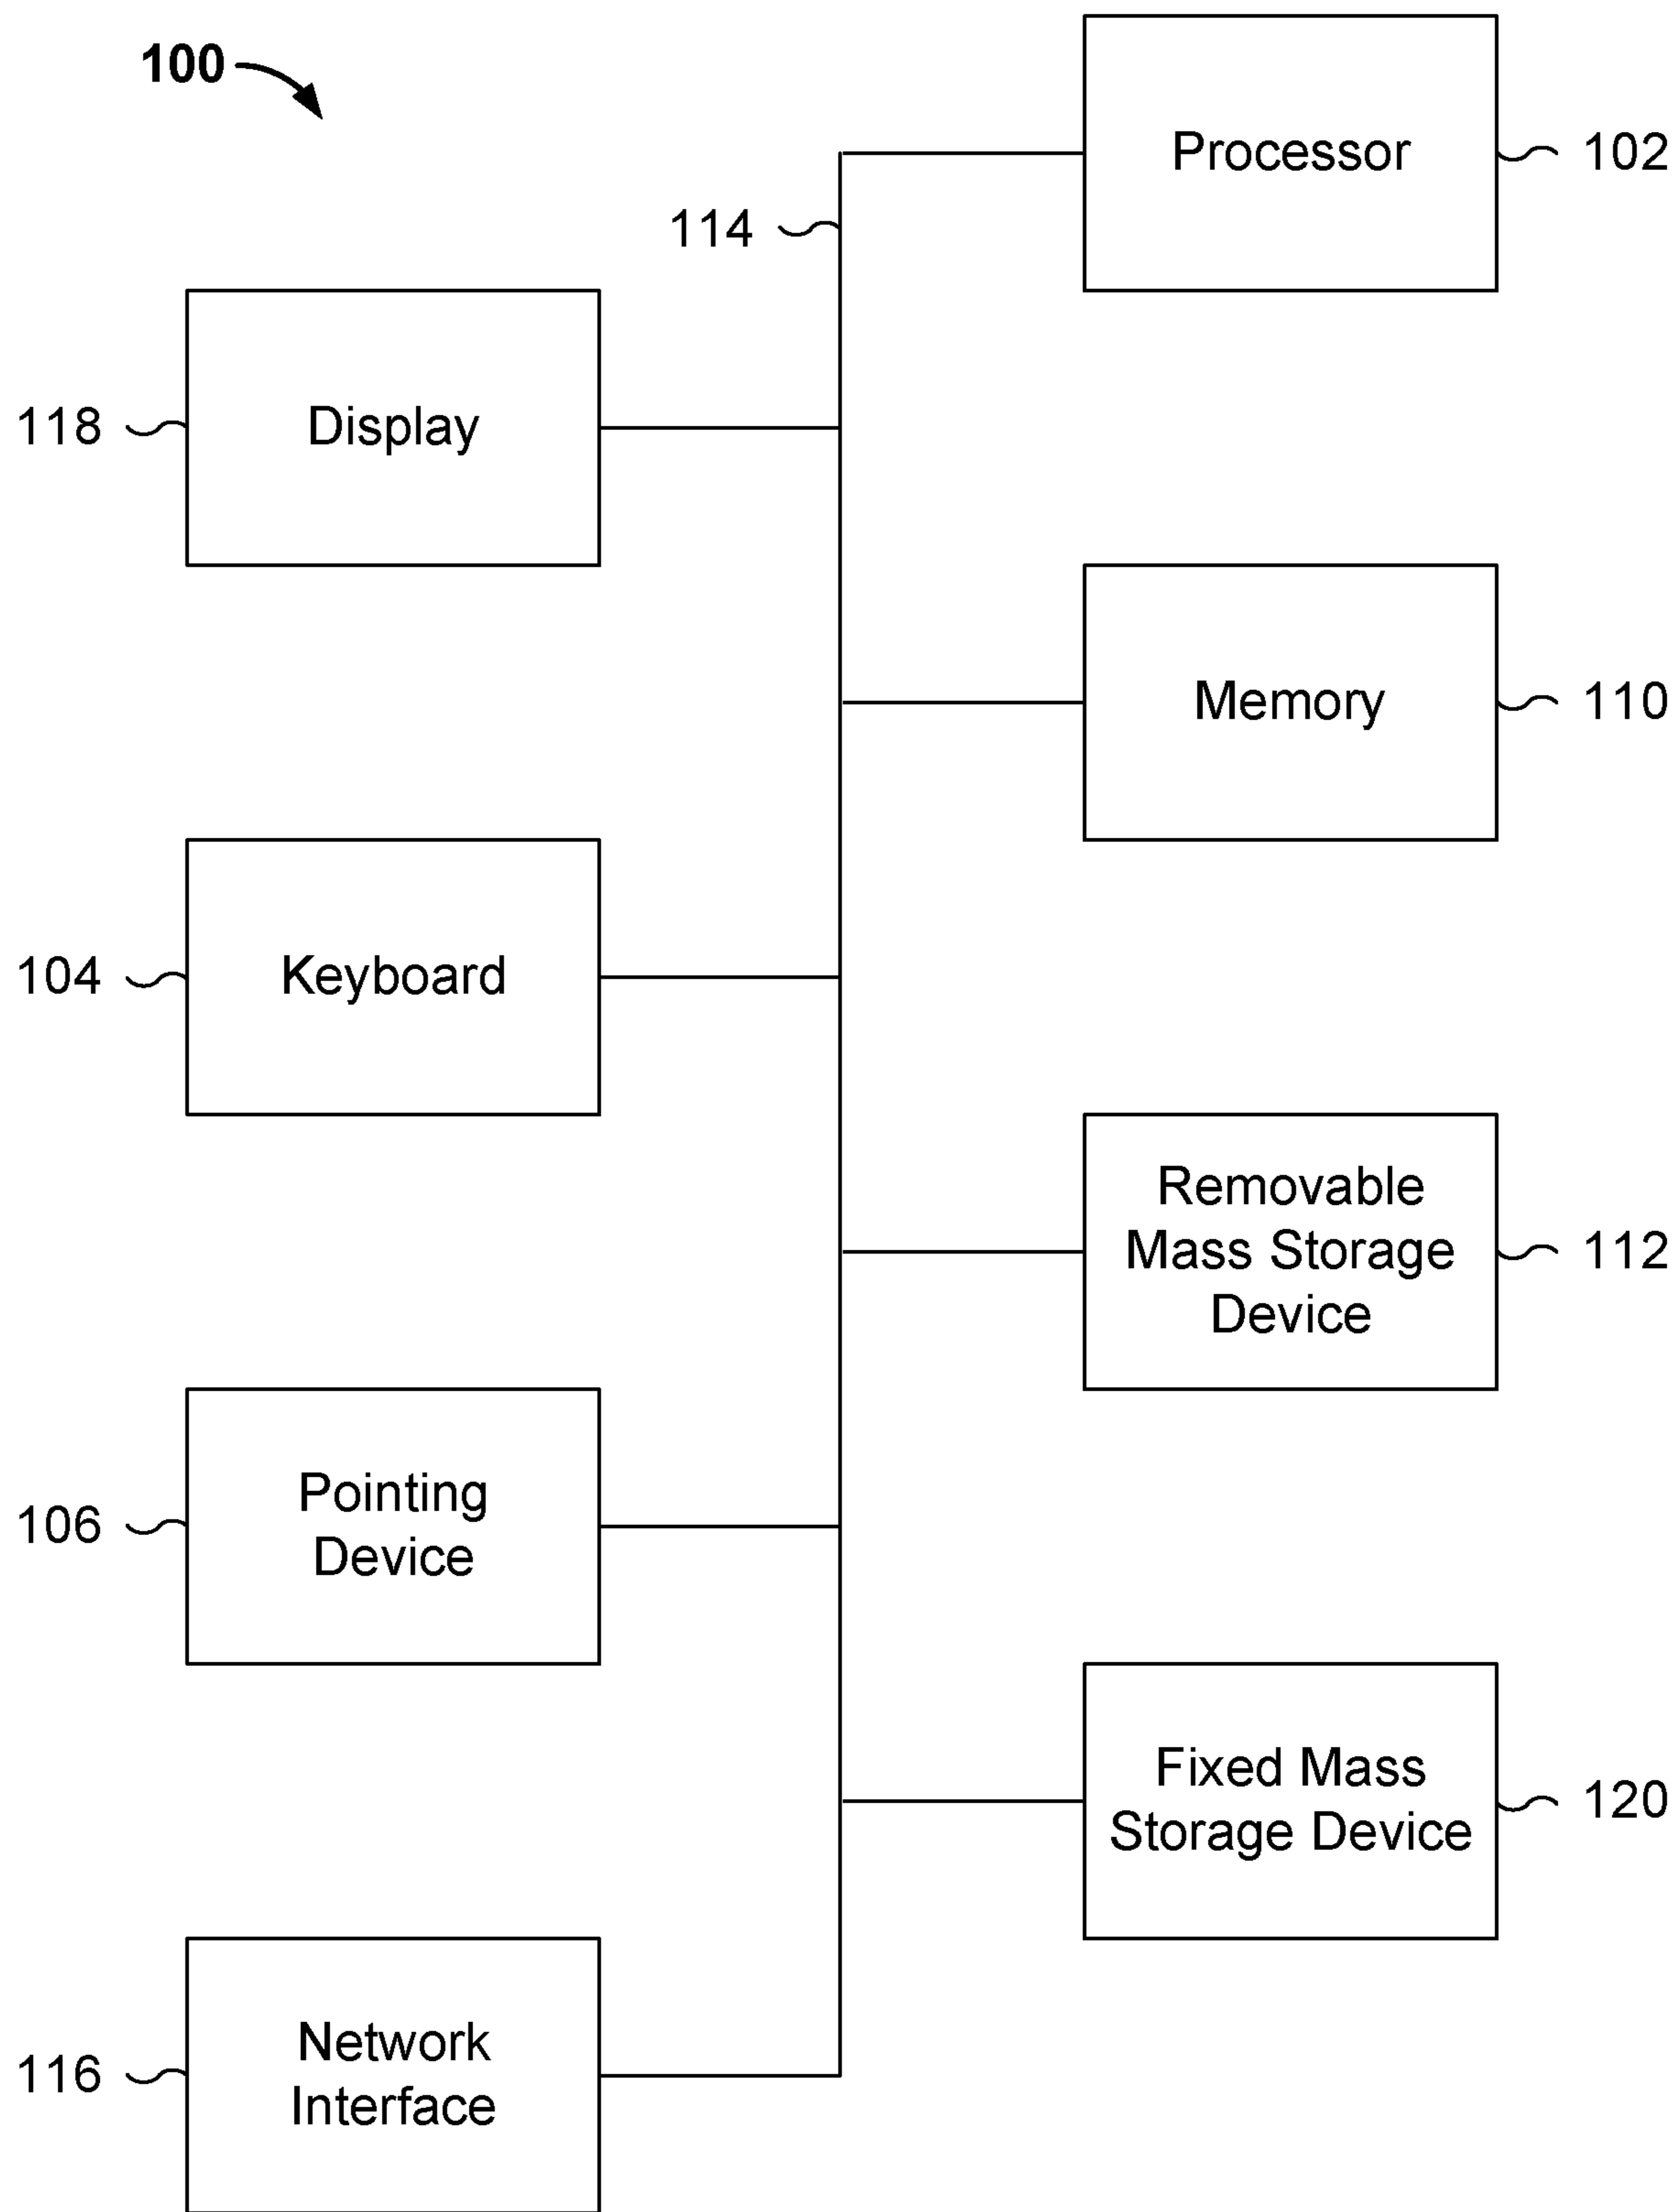 100
Processor
102
114
118
Display
Memory
110
104
Keyboard
Removable
Mass Storage
Device
112
106
Pointing
Device
Fixed Mass
Storage Device
120
116
Network
Interface